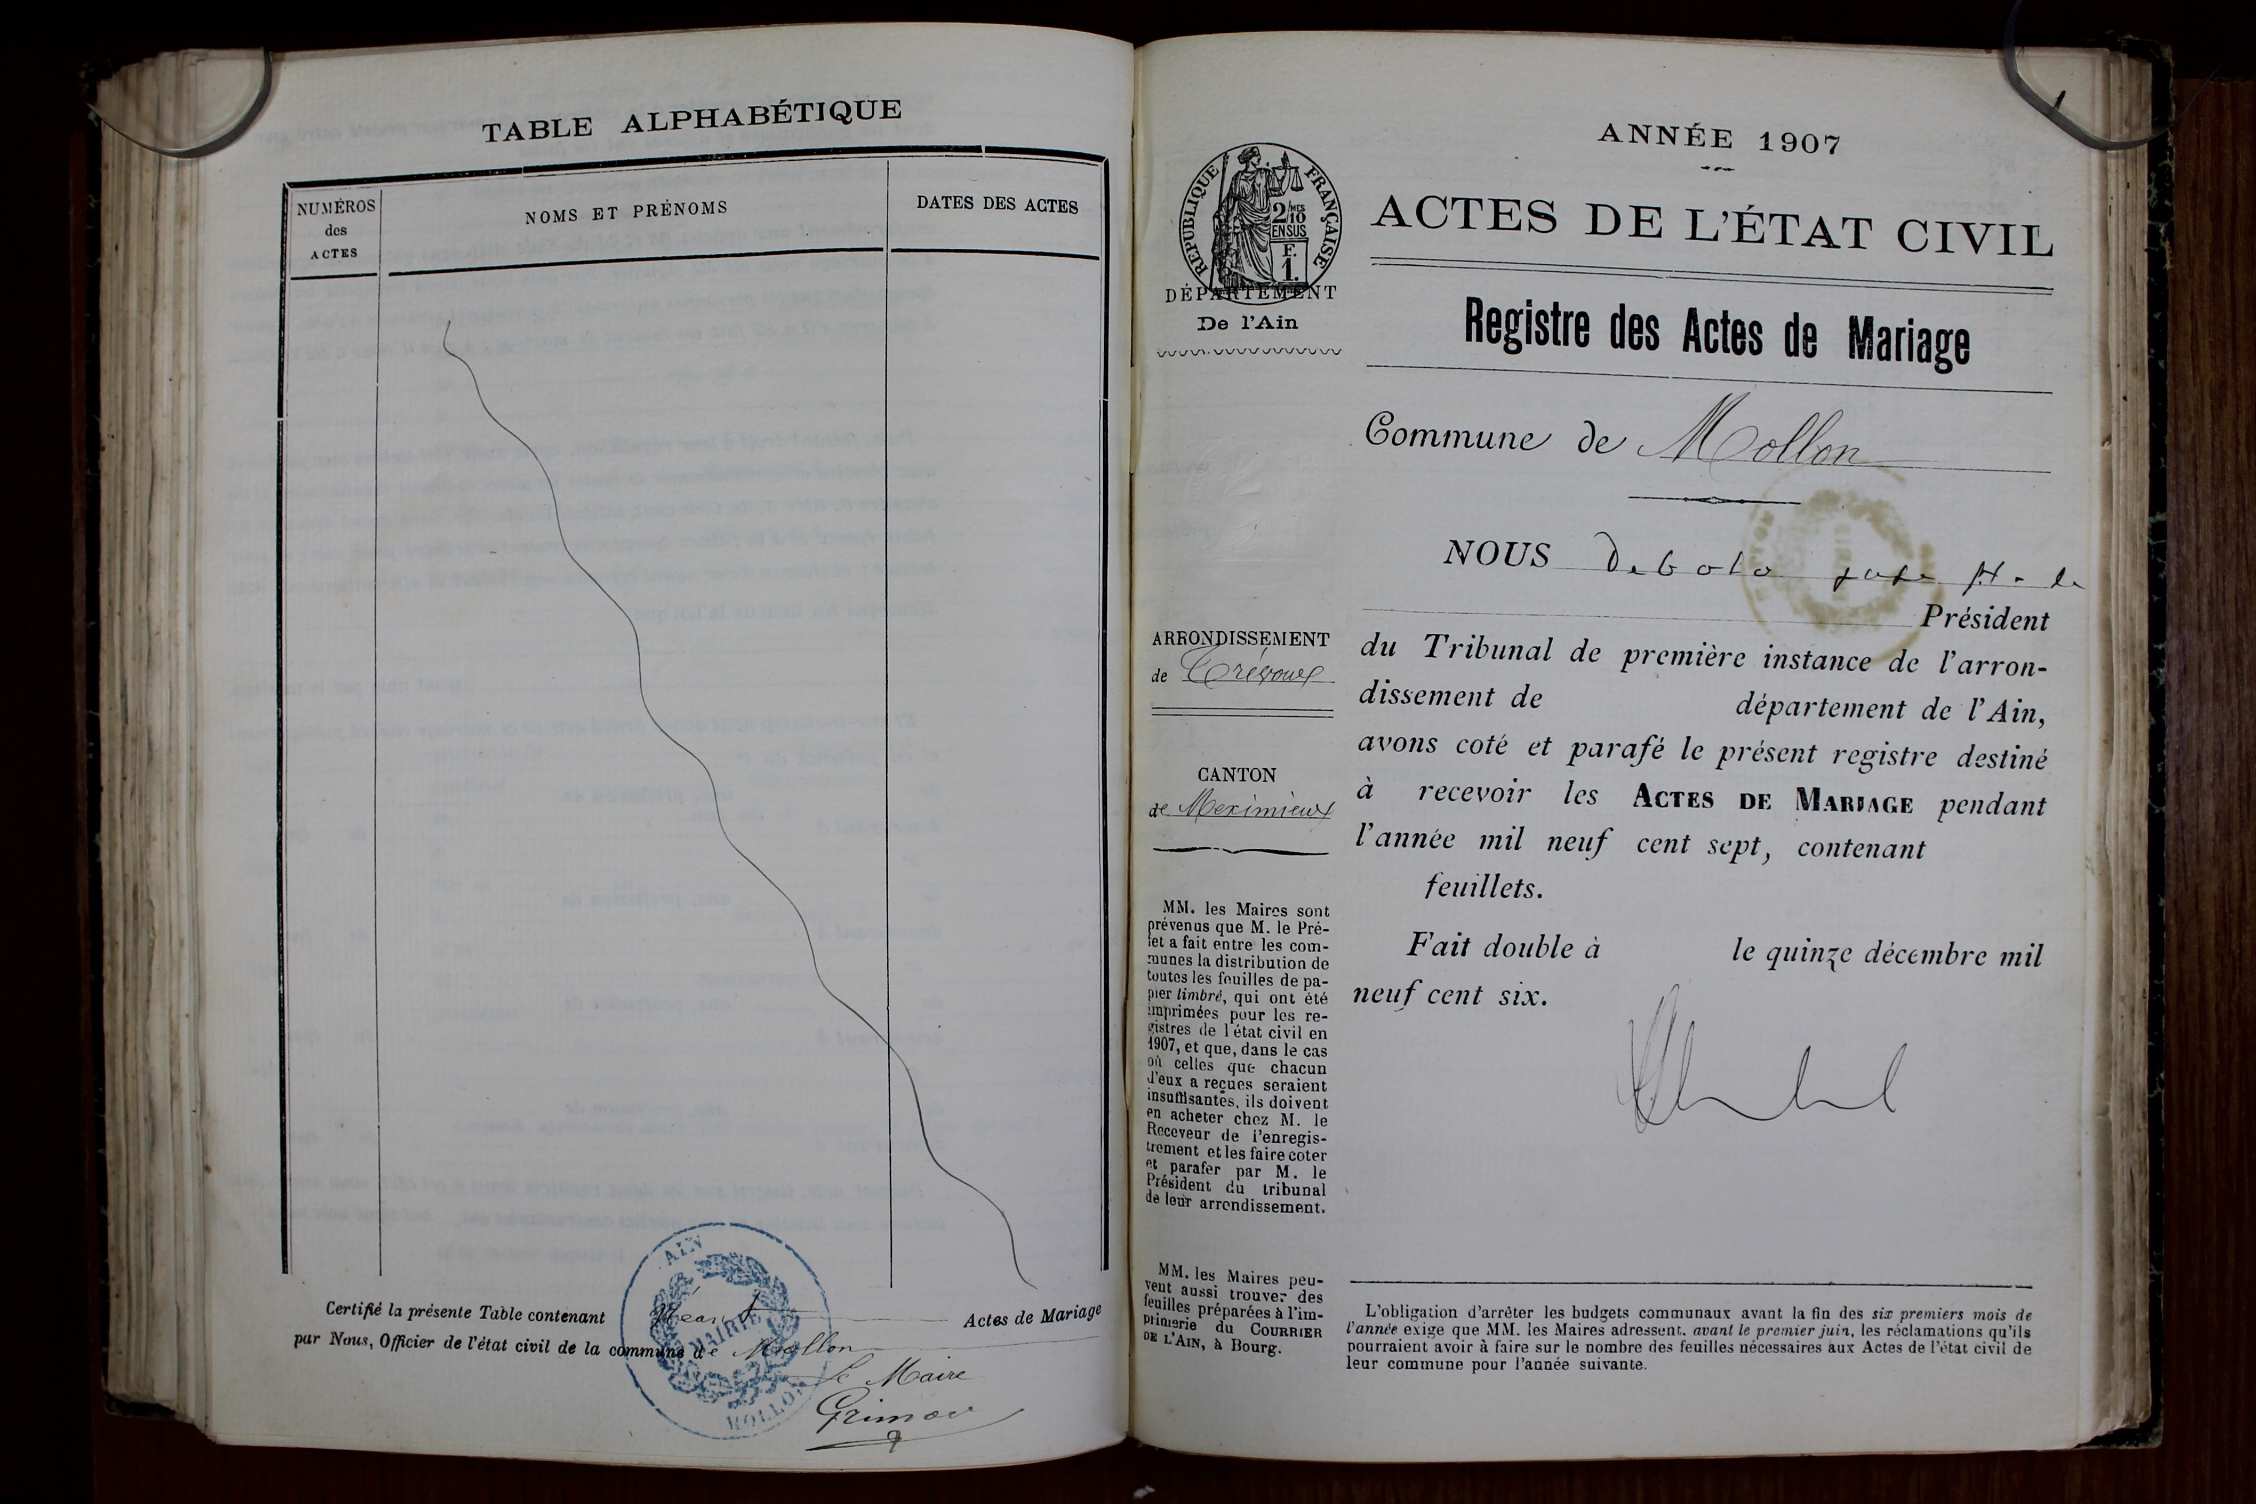 TABLE ALPHABÉTIQUE
NUMÉROS
des
ACTES
NOMS ET PRÉNOMS
DATES DES ACTES
Certifié la présente Table contenant Néant Actes de Mariage
par Nous, Officier de l'état civil de la commune de Mollon
Le Maire
AIN
MAIRIE
MOLLON
1
RÉPUBLIQUE FRANÇAISE
2/10MES
EN SUS
F.
1.
DÉPARTEMENT
De l'Ain
ARRONDISSEMENT
de Trévoux
CANTON
de Meximieux
MM. les Maires sont
prévenus que M. le Pré-
fet a fait entre les com-
munes la distribution de
toutes les feuilles de pa-
pier timbré, qui ont été
imprimées pour les re-
gistres de l'état civil en
1907, et que, dans le cas
où celles que chacun
d'eux a reçues seraient
insuffisantes, ils doivent
en acheter chez M. le
Receveur de l'enregis-
trement et les faire coter
et parafer par M. le
Président du tribunal
de leur arrondissement.
MM. les Maires peu-
vent aussi trouver des
feuilles préparées à l'im-
primerie du COURRIER
DE L'AIN, à Bourg.
ANNÉE 1907
ACTES DE L'ÉTAT CIVIL
Registre des Actes de Mariage
Commune de Mollon
NOUS
Président
du Tribunal de première instance de l'arron-
dissement de département de l'Ain,
avons coté et parafé le présent registre destiné
à recevoir les ACTES DE MARIAGE pendant
l'année mil neuf cent sept, contenant
feuillets.
Fait double à le quinze décembre mil
neuf cent six.
L'obligation d'arrêter les budgets communaux avant la fin des six premiers mois de
l'année exige que MM. les Maires adressent, avant le premier juin, les réclamations qu'ils
pourraient avoir à faire sur le nombre des feuilles nécessaires aux Actes de l'état civil de
leur commune pour l'année suivante.